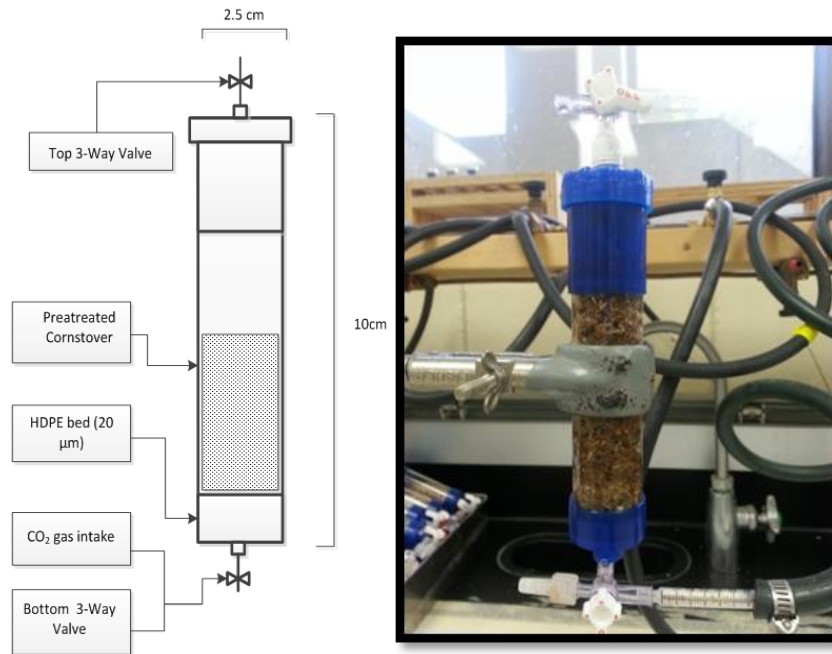 2.5 cm
Top 3-Way Valve
Preatreated
Cornstover
10cm
HDPE bed (20
µm)
CO₂ gas intake
Bottom 3-Way
Valve